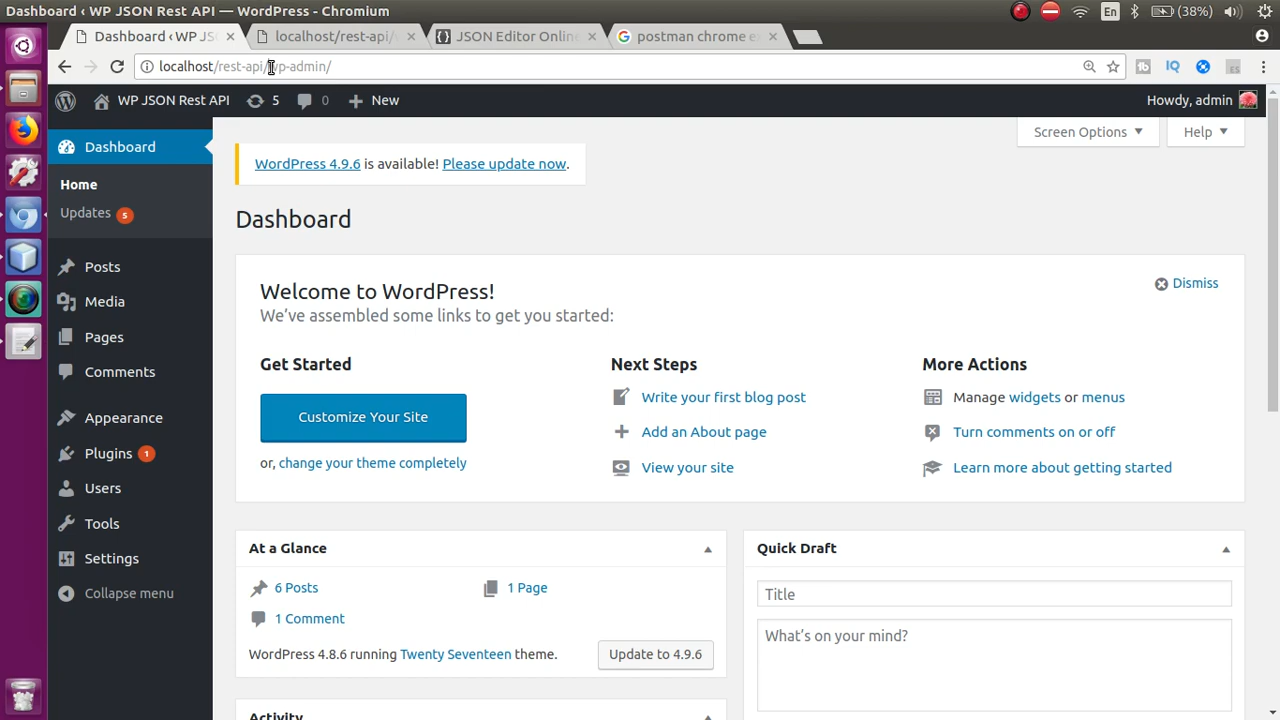 Dashboard ‹ WP JSON Rest API — WordPress - Chromium
En
(38%)
Dashboard ‹ WP JS
localhost/rest-api/
JSON Editor Online
postman chrome e
localhost/rest-api/wp-admin/
IQ
WP JSON Rest API
5
0
New
Howdy, admin
Dashboard
Home
Updates 5
Posts
Media
Pages
Comments
Appearance
Plugins 1
Users
Tools
Settings
Collapse menu
Screen Options
Help
WordPress 4.9.6 is available! Please update now.
Dashboard
Welcome to WordPress!
We've assembled some links to get you started:
Dismiss
Get Started
Customize Your Site
or, change your theme completely
Next Steps
Write your first blog post
Add an About page
View your site
More Actions
Manage widgets or menus
Turn comments on or off
Learn more about getting started
At a Glance
6 Posts
1 Page
1 Comment
WordPress 4.8.6 running Twenty Seventeen theme.
Update to 4.9.6
Activity
Quick Draft
Title
What's on your mind?